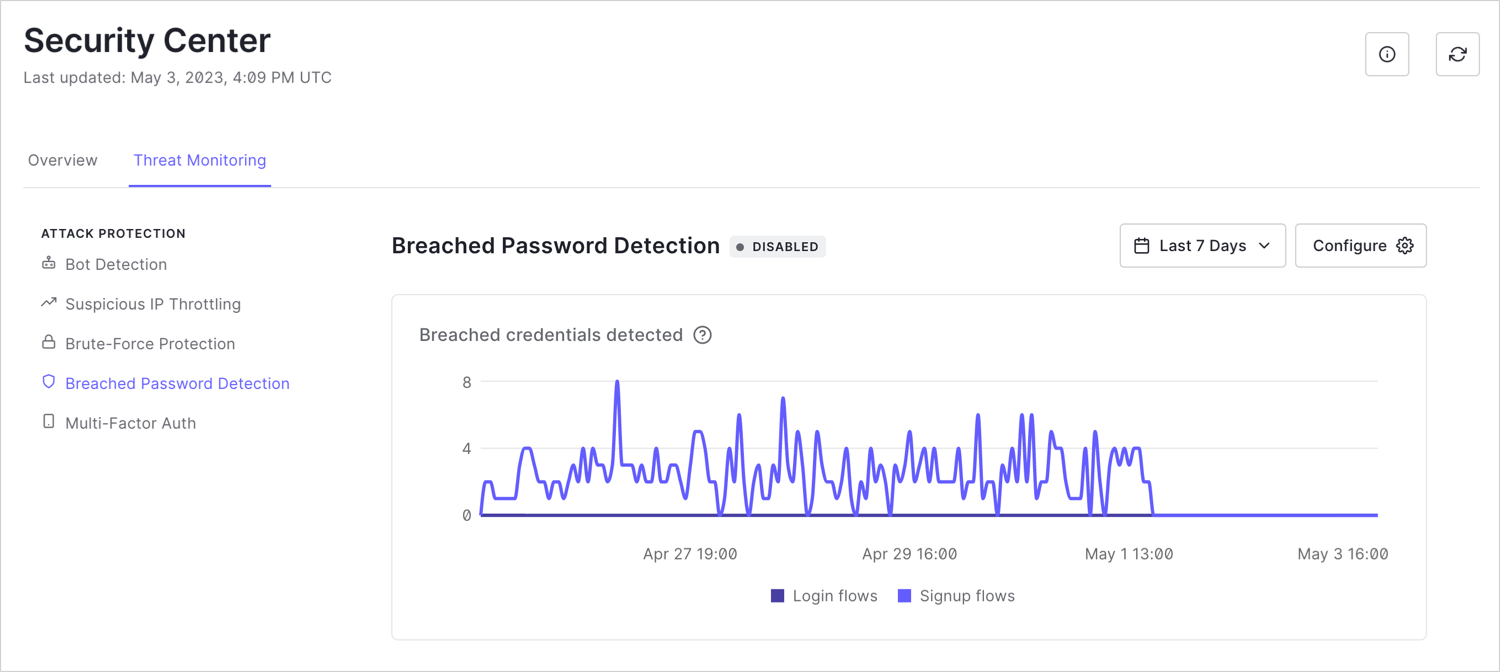 Security Center
Last updated: May 3, 2023, 4:09 PM UTC
Overview
Threat Monitoring
ATTACK PROTECTION
Bot Detection
Suspicious IP Throttling
Brute-Force Protection
Breached Password Detection
Multi-Factor Auth
Breached Password Detection
DISABLED
Last 7 Days
Configure
Breached credentials detected
8
4
0
Apr 27 19:00
Apr 29 16:00
May 1 13:00
May 3 16:00
Login flows
Signup flows